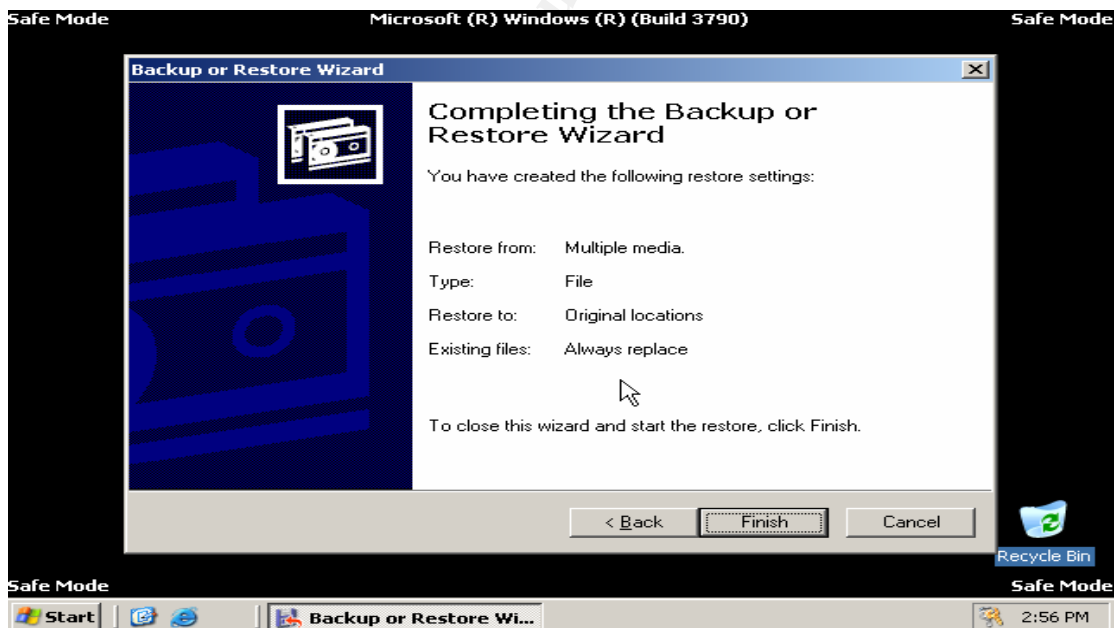 Safe Mode Microsoft (R) Windows (R) (Build 3790) Safe Mode
Backup or Restore Wizard
Completing the Backup or
Restore Wizard
You have created the following restore settings:
Restore from: Multiple media.
Type: File
Restore to: Original locations
Existing files: Always replace
To close this wizard and start the restore, click Finish.
< Back Finish Cancel
Recycle Bin
Safe Mode Safe Mode
Start Backup or Restore Wi... 2:56 PM